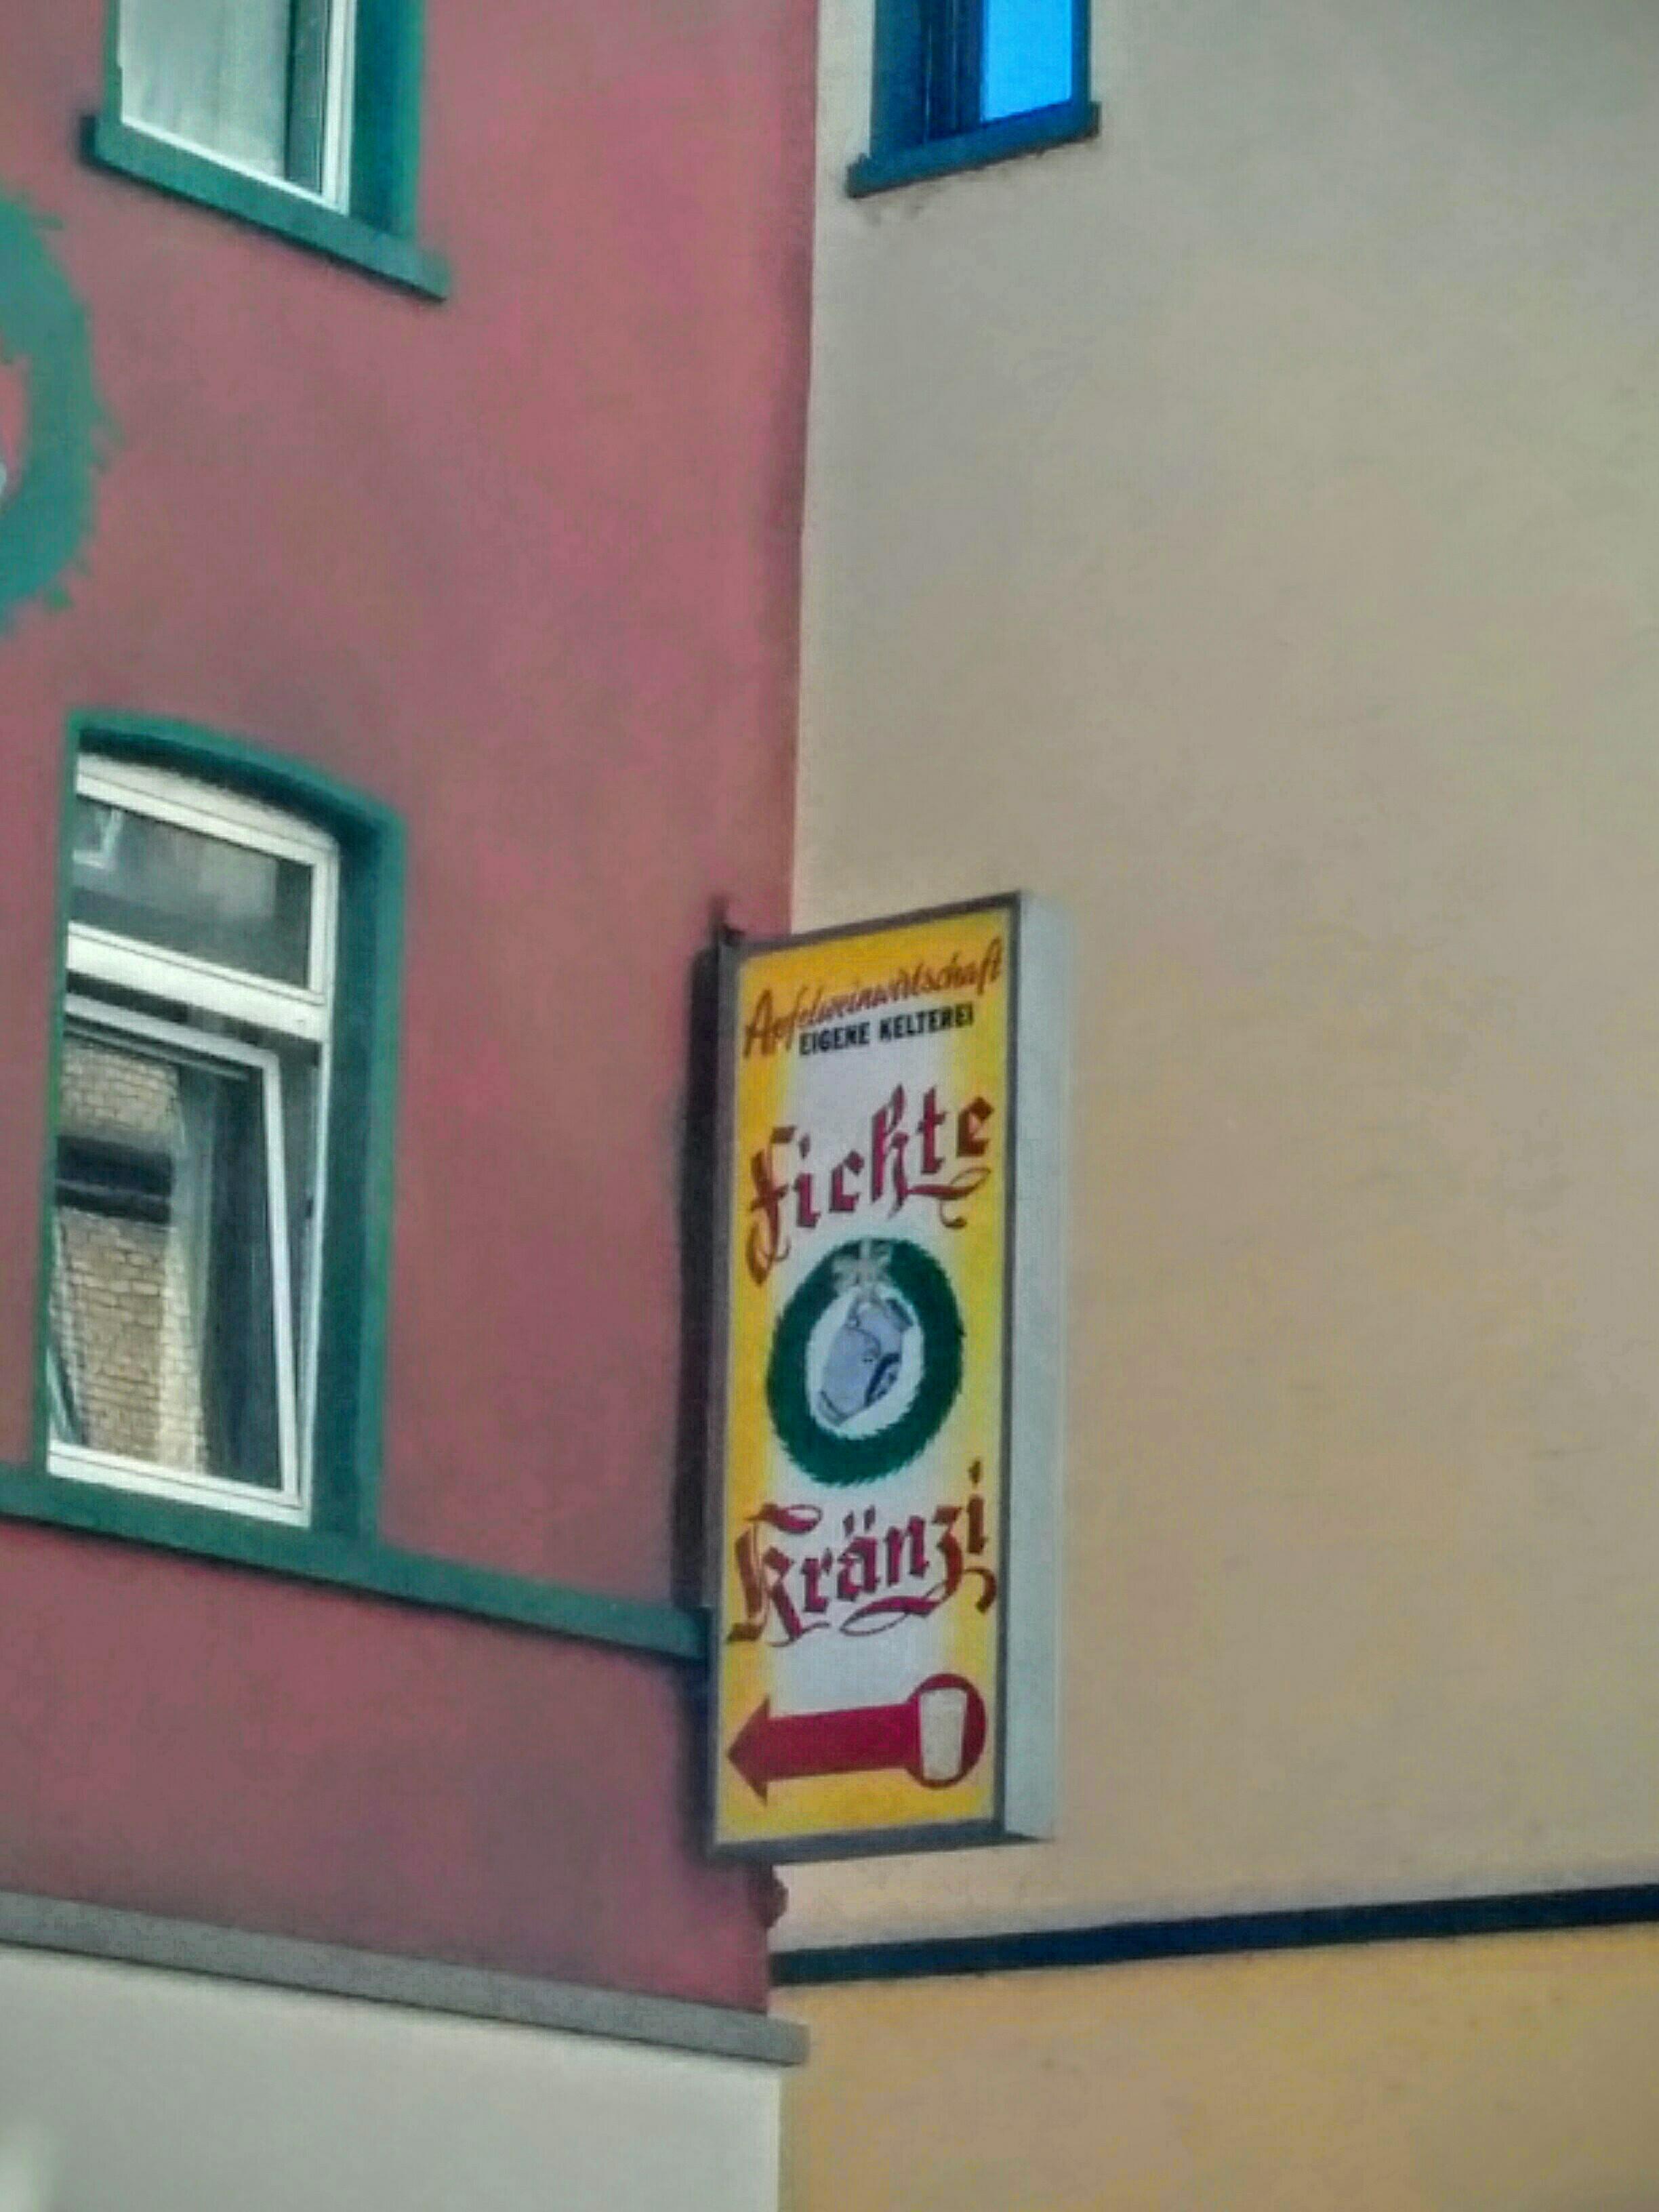 Apfelweinwirtschaft
EIGENE KELTEREI
Fichte
Kränzi